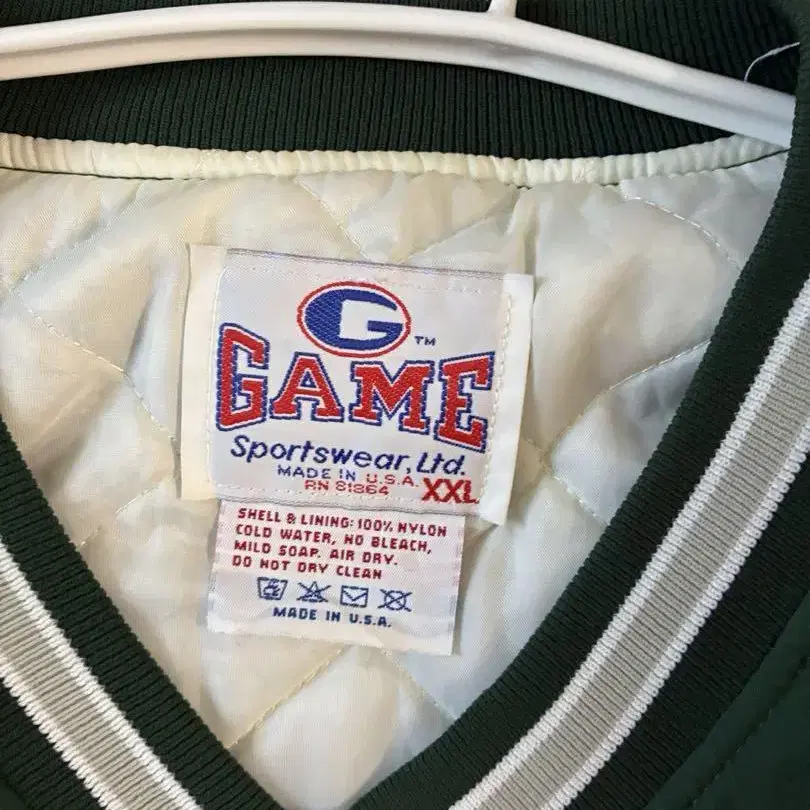 G™
GAME
Sportswear, Ltd.
MADE IN U.S.A.
RN 81364 XXL
SHELL & LINING: 100% NYLON
COLD WATER, NO BLEACH,
MILD SOAP. AIR DRY.
DO NOT DRY CLEAN
MADE IN U.S.A.